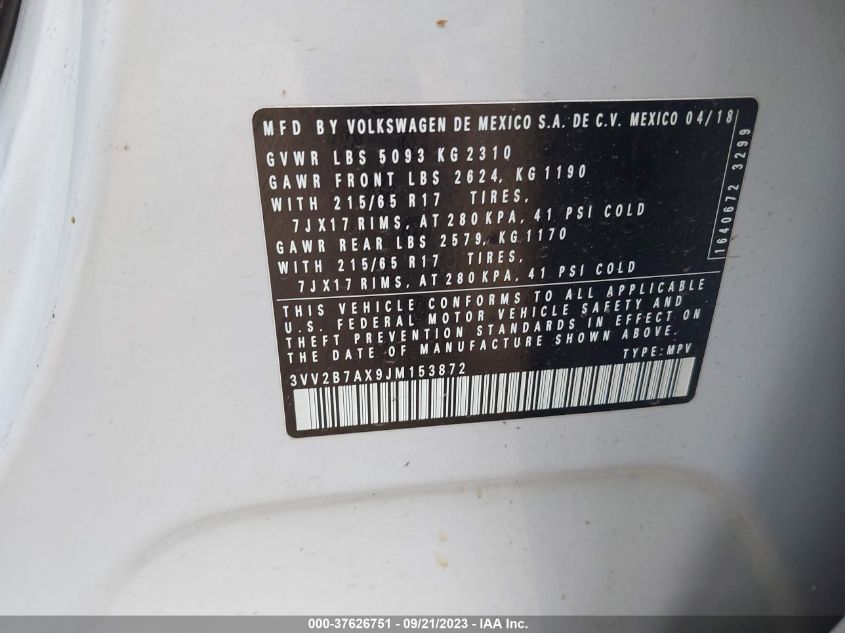 MFD BY VOLKSWAGEN DE MEXICO S.A. DE C.V. MEXICO 04/18
GVWR LBS 5093 KG 2310
GAWR FRONT LBS 2624, KG 1190
WITH 215/65 R17 TIRES,
7JX17 RIMS, AT 280 KPA, 41 PSI COLD
GAWR REAR LBS 2579, KG 1170
WITH 215/65 R17 TIRES,
7JX17 RIMS, AT 280 KPA, 41 PSI COLD
1640672 3299
THIS VEHICLE CONFORMS TO ALL APPLICABLE
U.S. FEDERAL MOTOR VEHICLE SAFETY AND
THEFT PREVENTION STANDARDS IN EFFECT ON
THE DATE OF MANUFACTURE SHOWN ABOVE.
TYPE: MPV
3VV2B7AX9JM153872
000-37626751 - 09/21/2023 - IAA Inc.